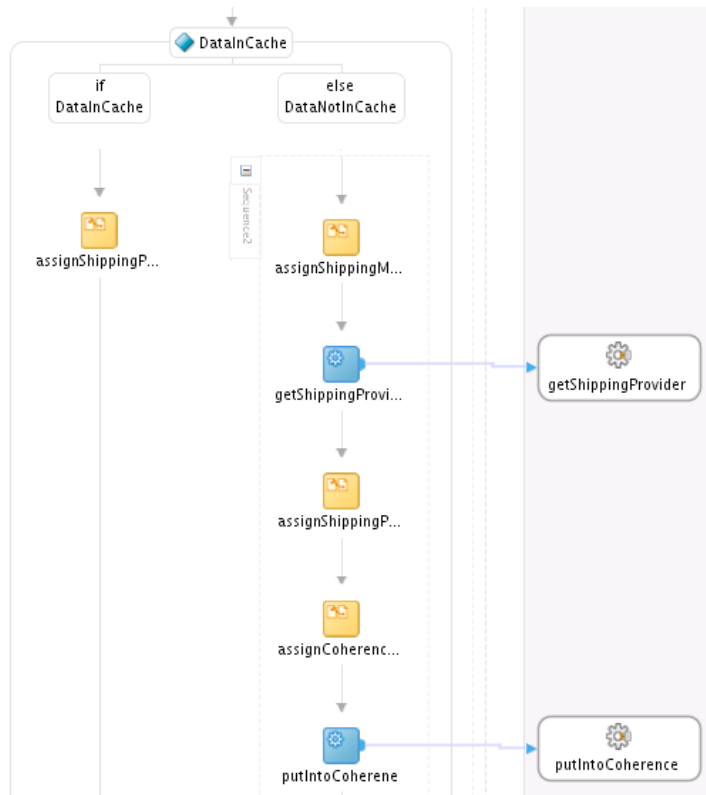 DataInCache
if
DataInCache
else
DataNotInCache
Sequence2
assignShippingP...
assignShippingM...
getShippingProvi...
getShippingProvider
assignShippingP...
assignCoherenc...
putIntoCoherene
putIntoCoherence